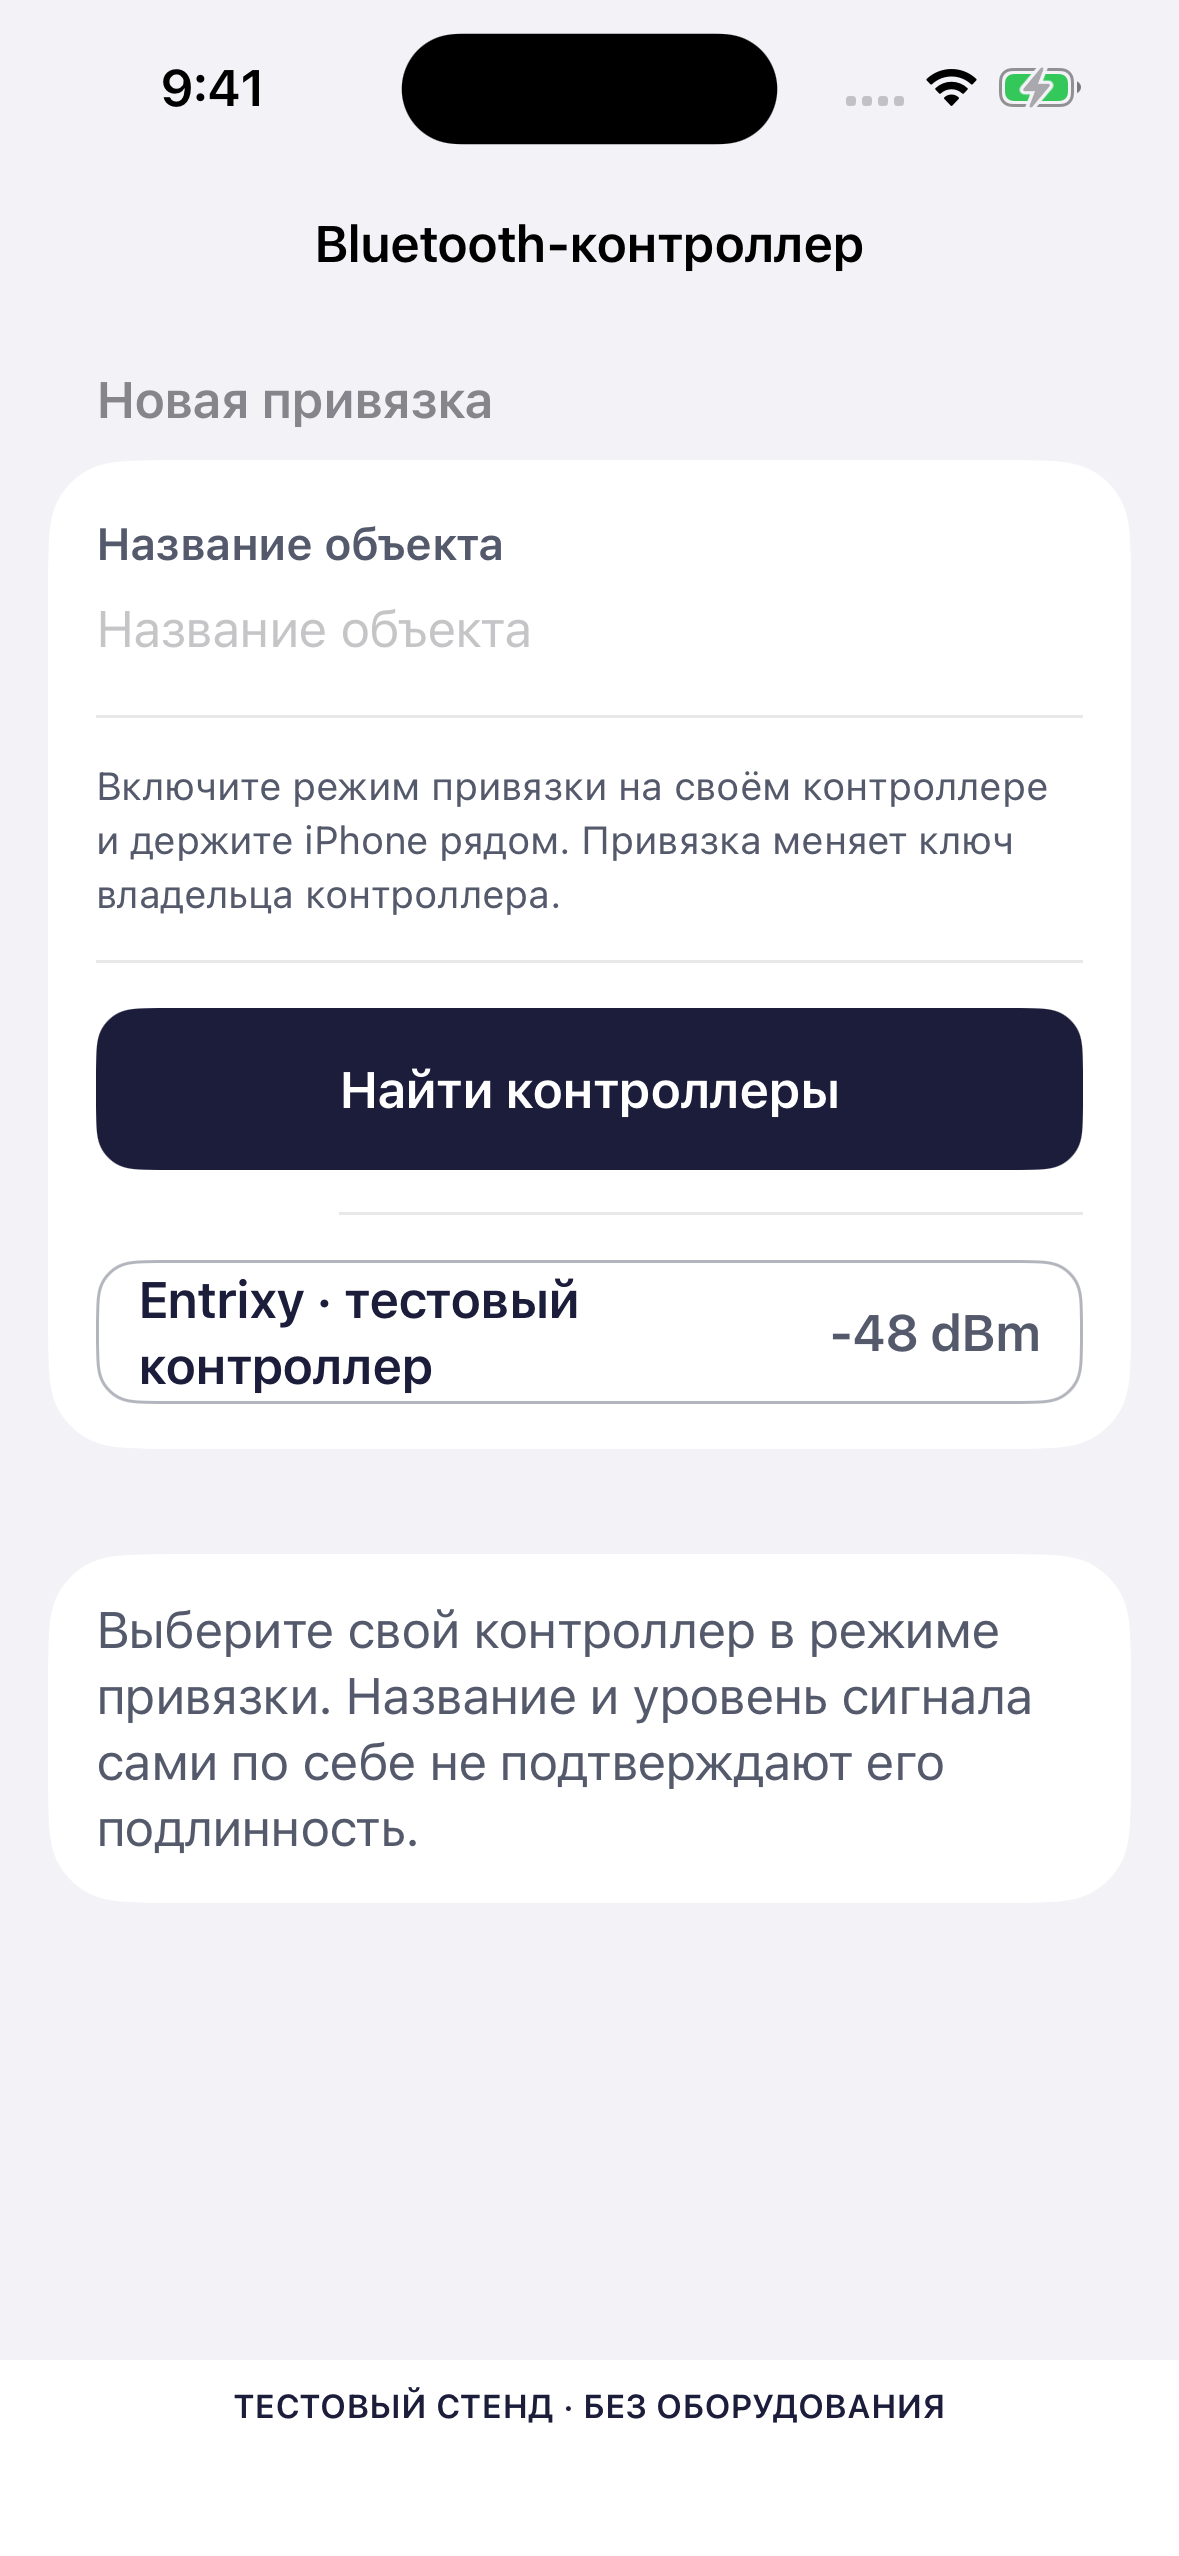 9:41
Bluetooth-контроллер
Новая привязка
Название объекта
Название объекта
Включите режим привязки на своём контроллере
и держите iPhone рядом. Привязка меняет ключ
владельца контроллера.
Найти контроллеры
Entrixy · тестовый
контроллер
-48 dBm
Выберите свой контроллер в режиме
привязки. Название и уровень сигнала
сами по себе не подтверждают его
подлинность.
ТЕСТОВЫЙ СТЕНД · БЕЗ ОБОРУДОВАНИЯ